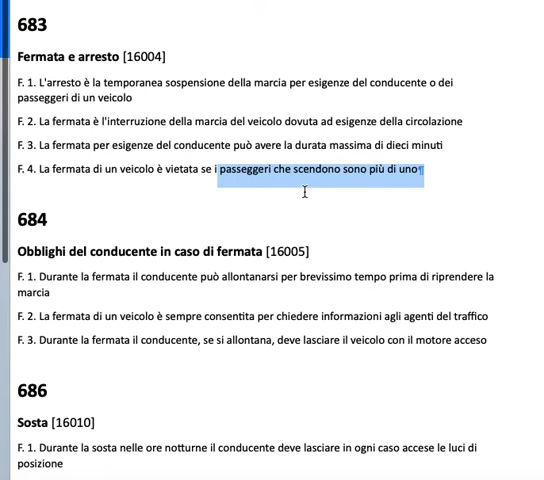 683
Fermata e arresto [16004]
F. 1. L'arresto è la temporanea sospensione della marcia per esigenze del conducente o dei
passeggeri di un veicolo
F. 2. La fermata è l'interruzione della marcia del veicolo dovuta ad esigenze della circolazione
F. 3. La fermata per esigenze del conducente può avere la durata massima di dieci minuti
F. 4. La fermata di un veicolo è vietata se i passeggeri che scendono sono più di uno¶
684
Obblighi del conducente in caso di fermata [16005]
F. 1. Durante la fermata il conducente può allontanarsi per brevissimo tempo prima di riprendere la
marcia
F. 2. La fermata di un veicolo è sempre consentita per chiedere informazioni agli agenti del traffico
F. 3. Durante la fermata il conducente, se si allontana, deve lasciare il veicolo con il motore acceso
686
Sosta [16010]
F. 1. Durante la sosta nelle ore notturne il conducente deve lasciare in ogni caso accese le luci di
posizione